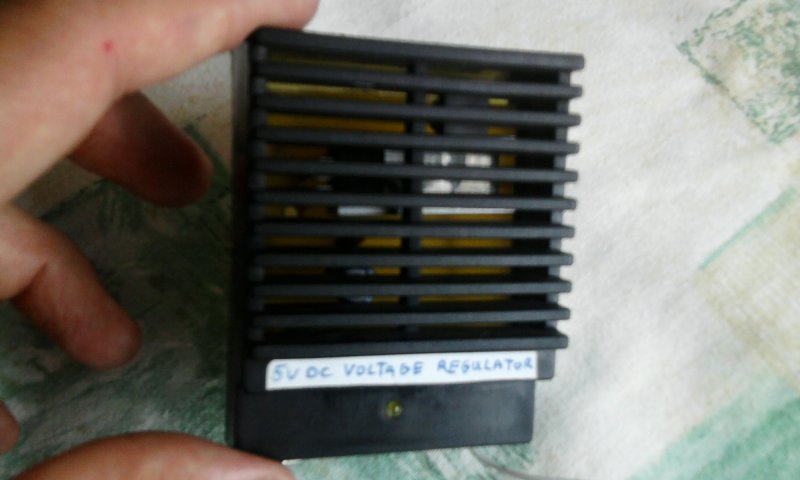 5V DC VOLTAGE REGULATOR